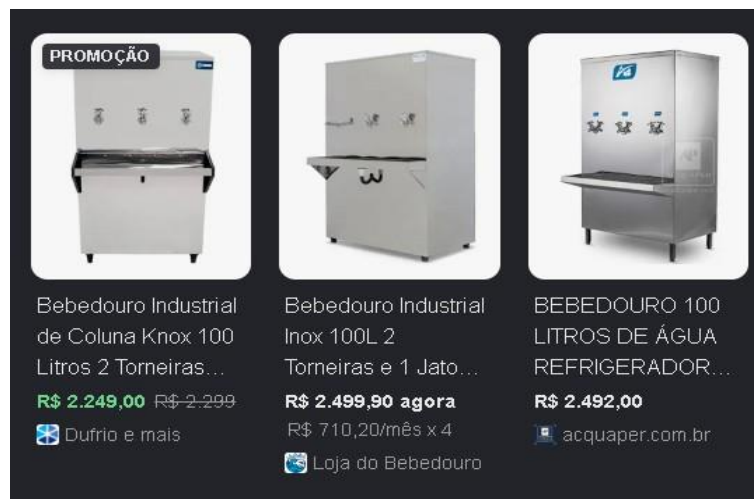 PROMOÇÃO
Bebedouro Industrial
de Coluna Knox 100
Litros 2 Torneiras...
R$ 2.249,00 R$ 2.299
Dufrio e mais
Bebedouro Industrial
Inox 100L 2
Torneiras e 1 Jato...
R$ 2.499,90 agora
R$ 710,20/mês x 4
Loja do Bebedouro
BEBEDOURO 100
LITROS DE ÁGUA
REFRIGERADOR...
R$ 2.492,00
acquaper.com.br